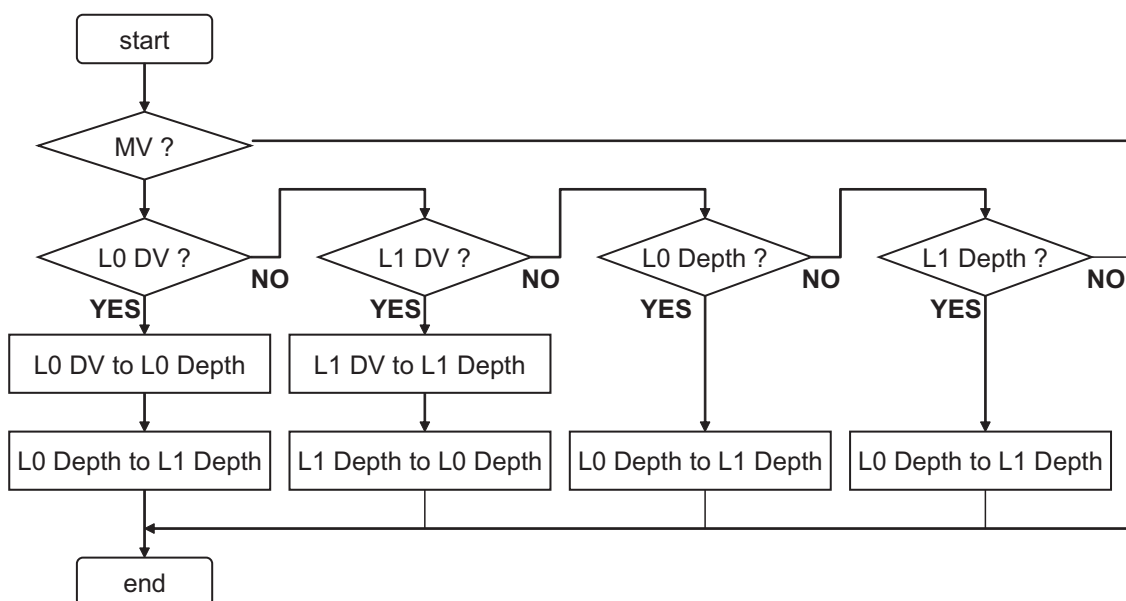 start
MV ?
L0 DV ?
L1 DV ?
L0 Depth ?
L1 Depth ?
NO
NO
NO
NO
YES
YES
YES
YES
L0 DV to L0 Depth
L1 DV to L1 Depth
L0 Depth to L1 Depth
L1 Depth to L0 Depth
L0 Depth to L1 Depth
L0 Depth to L1 Depth
end